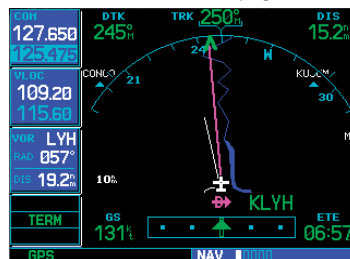 COM
127.650
125.475
VLOC
109.20
115.60
VOR LYH
RAD 057°
DIS 19.2nm
TERM
GPS
DTK
245°M
TRK 250°M
DIS
15.2nm
24
21
W
30
CONCO
10nm
KLYH
GS
131kt
ETE
06:57
NAV